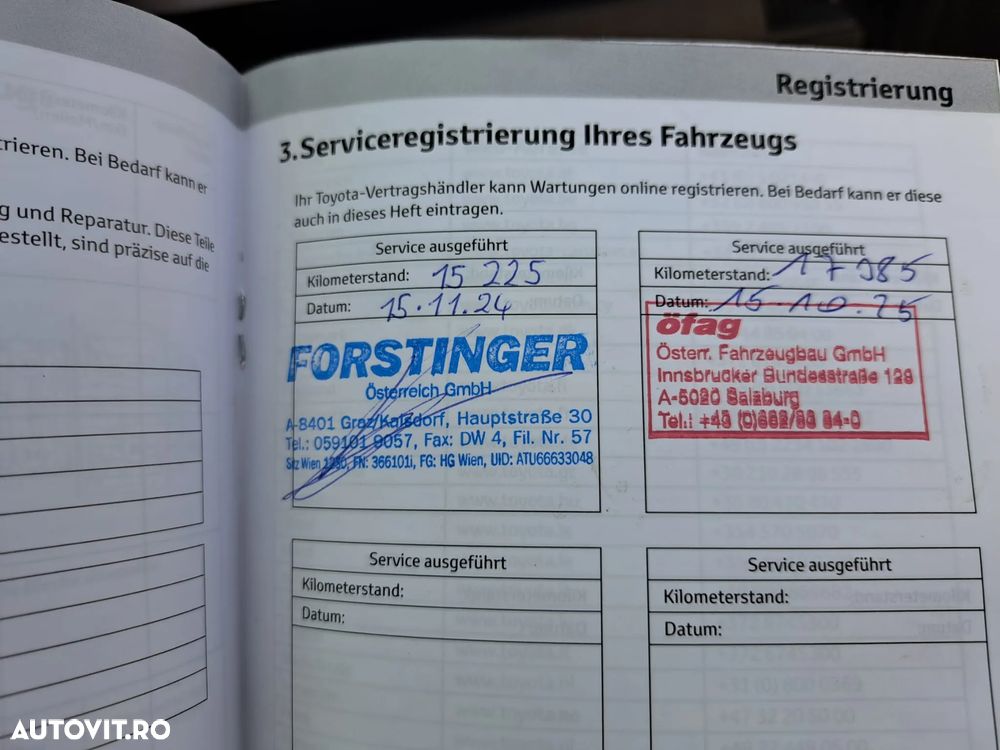 rieren. Bei Bedarf kann er
g und Reparatur. Diese Teile
estellt, sind präzise auf die
Registrierung
3. Serviceregistrierung Ihres Fahrzeugs
Ihr Toyota-Vertragshändler kann Wartungen online registrieren. Bei Bedarf kann er diese
auch in dieses Heft eintragen.
Service ausgeführt
Kilometerstand: 15 225
Datum: 15.11.24
FORSTINGER
Österreich GmbH
A-8401 Graz/Kalsdorf, Hauptstraße 30
Tel.: 059101 9057, Fax: DW 4, Fil. Nr. 57
Sitz Wien 1230, FN: 366101i, FG: HG Wien, UID: ATU66633048
Service ausgeführt
Kilometerstand: 17 985
Datum: 15.10.25
öfag
Österr. Fahrzeugbau GmbH
Innsbrucker Bundesstraße
A-5020 Salzburg
Tel.:
Service ausgeführt
Kilometerstand:
Datum:
Service ausgeführt
Kilometerstand:
Datum:
AUTOVIT.RO